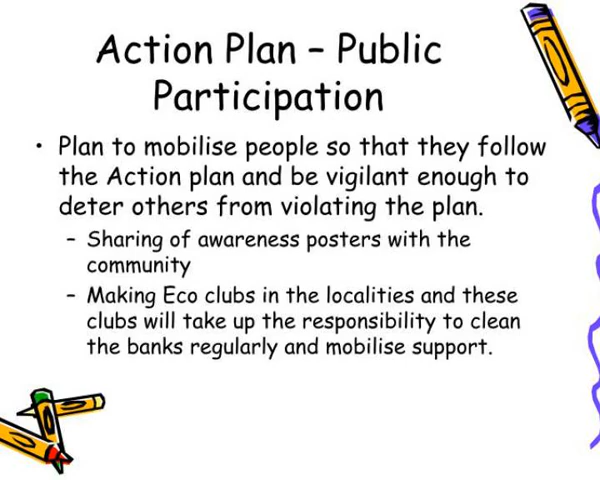 Action Plan – Public
Participation
• Plan to mobilise people so that they follow
the Action plan and be vigilant enough to
deter others from violating the plan.
– Sharing of awareness posters with the
community
– Making Eco clubs in the localities and these
clubs will take up the responsibility to clean
the banks regularly and mobilise support.